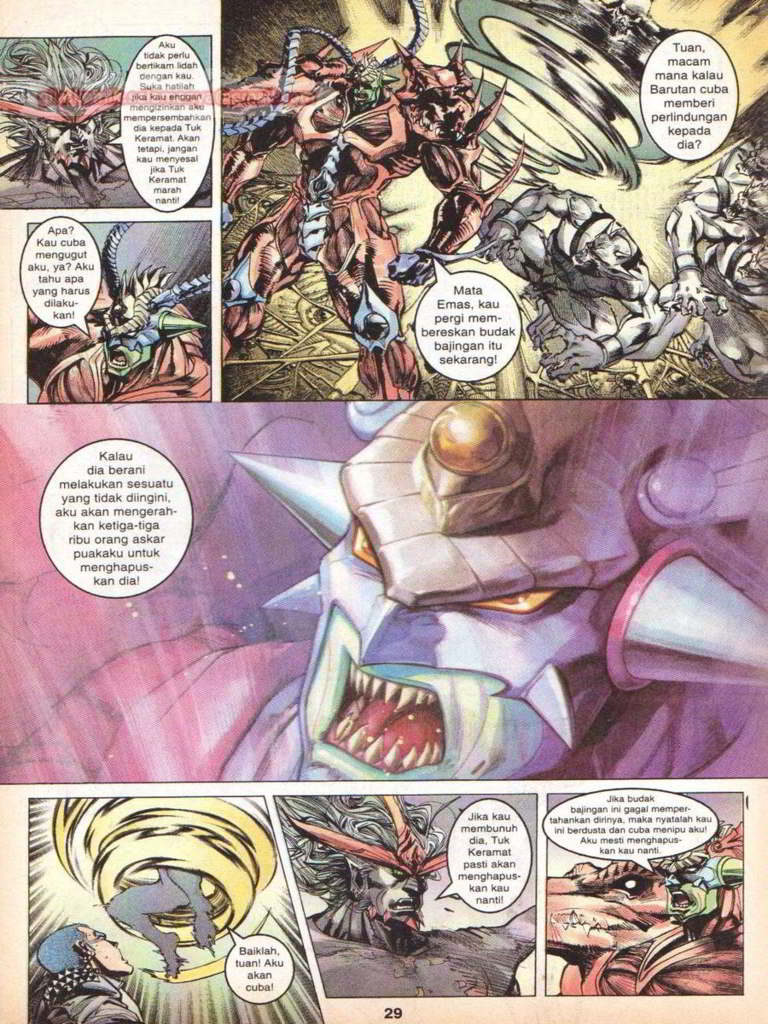 Aku
tidak perlu
bertikam lidah
dengan kau.
Suka hatilah
jika kau enggan
mengizinkan aku
mempersembahkan
dia kepada Tuk
Keramat. Akan
tetapi, jangan
kau menyesal
jika Tuk
Keramat
marah
nanti!
Tuan,
macam
mana kalau
Barutan cuba
memberi
perlindungan
kepada
dia?
Apa?
Kau cuba
mengugut
aku, ya? Aku
tahu apa
yang harus
dilaku-
kan!
Mata
Emas, kau
pergi mem-
bereskan budak
bajingan itu
sekarang!
Kalau
dia berani
melakukan sesuatu
yang tidak diingini,
aku akan mengerah-
kan ketiga-tiga
ribu orang askar
puakaku untuk
menghapus-
kan dia!
Baiklah,
tuan! Aku
akan
cuba!
Jika kau
membunuh
dia, Tuk
Keramat
pasti akan
menghapus-
kan kau
nanti!
Jika budak
bajingan ini gagal memper-
tahankan dirinya, maka nyatalah kau
ini berdusta dan cuba menipu aku!
Aku mesti menghapus-
kan kau nanti.
29